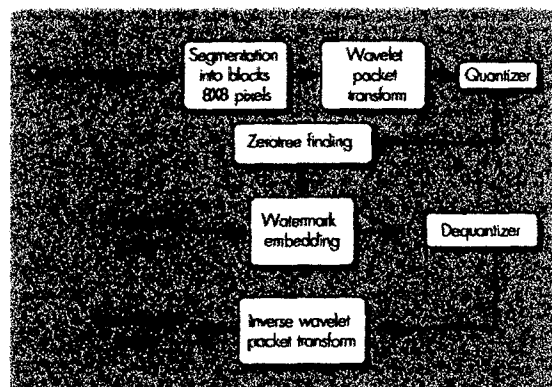 Segmentation
into blocks
8X8 pixels
Wavelet
packet
transform
Quantizer
Zerotree finding
Watermark
embedding
Dequantizer
Inverse wavelet
packet transform